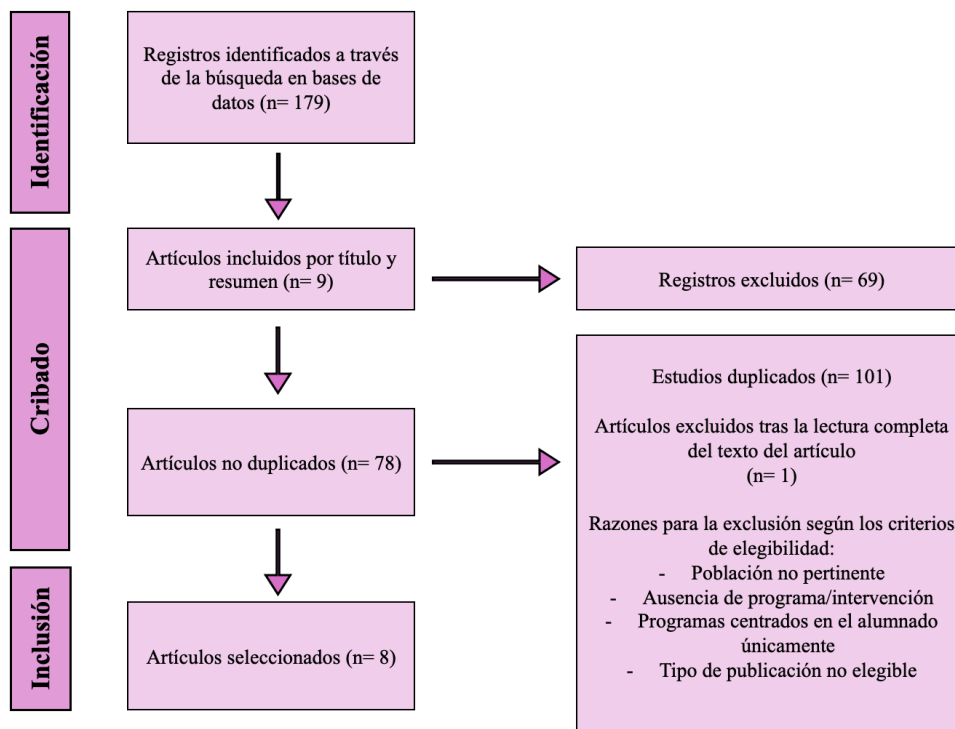 Identificación
Registros identificados a través
de la búsqueda en bases de
datos (n= 179)
Cribado
Artículos incluidos por título y
resumen (n= 9)
Registros excluidos (n= 69)
Artículos no duplicados (n= 78)
Estudios duplicados (n= 101)
Artículos excluidos tras la lectura completa
del texto del artículo
(n= 1)
Razones para la exclusión según los criterios
de elegibilidad:
- Población no pertinente
- Ausencia de programa/intervención
- Programas centrados en el alumnado
únicamente
- Tipo de publicación no elegible
Inclusión
Artículos seleccionados (n= 8)